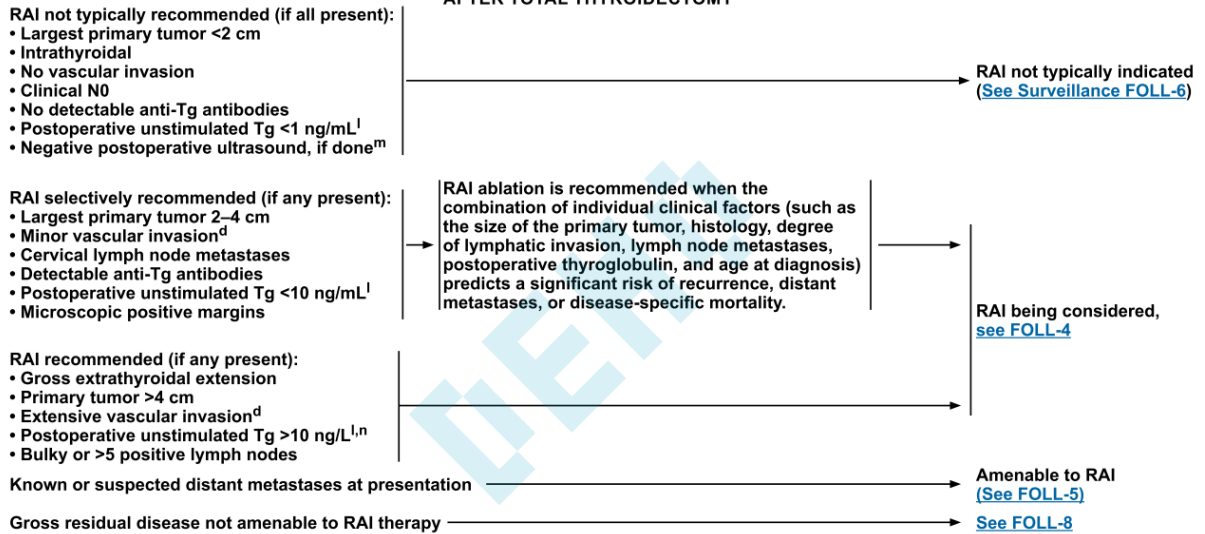 AFTER TOTAL THYROIDECTOMY
RAI not typically recommended (if all present):
• Largest primary tumor <2 cm
• Intrathyroidal
• No vascular invasion
• Clinical N0
• No detectable anti-Tg antibodies
• Postoperative unstimulated Tg <1 ng/mLl
• Negative postoperative ultrasound, if donem
RAI not typically indicated
(See Surveillance FOLL-6)
RAI selectively recommended (if any present):
• Largest primary tumor 2–4 cm
• Minor vascular invasiond
• Cervical lymph node metastases
• Detectable anti-Tg antibodies
• Postoperative unstimulated Tg <10 ng/mLl
• Microscopic positive margins
RAI ablation is recommended when the
combination of individual clinical factors (such as
the size of the primary tumor, histology, degree
of lymphatic invasion, lymph node metastases,
postoperative thyroglobulin, and age at diagnosis)
predicts a significant risk of recurrence, distant
metastases, or disease-specific mortality.
RAI being considered,
see FOLL-4
RAI recommended (if any present):
• Gross extrathyroidal extension
• Primary tumor >4 cm
• Extensive vascular invasiond
• Postoperative unstimulated Tg >10 ng/Ll,n
• Bulky or >5 positive lymph nodes
Known or suspected distant metastases at presentation
Amenable to RAI
(See FOLL-5)
Gross residual disease not amenable to RAI therapy
See FOLL-8